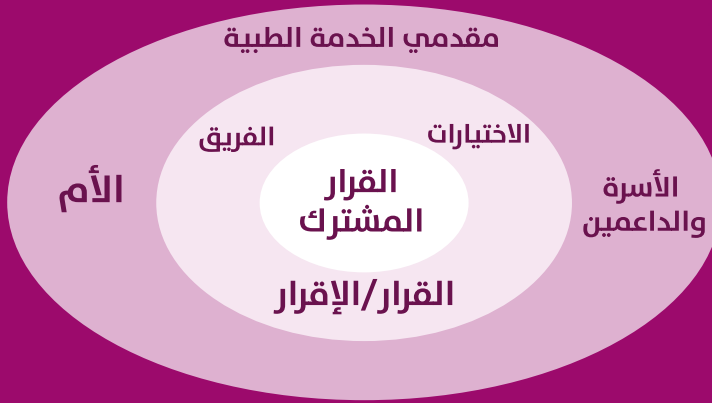 مقدمي الخدمة الطبية
الاختيارات
الفريق
القرار
المشترك
الأسرة
والداعمين
الأم
القرار/الإقرار